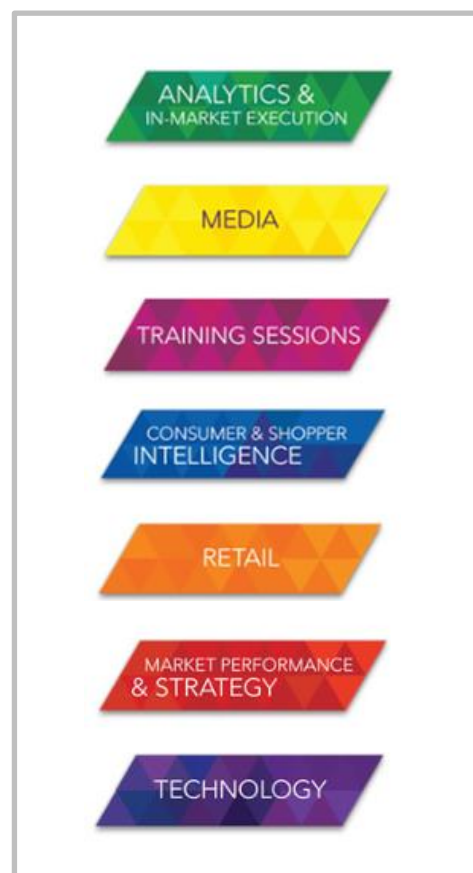 ANALYTICS &
IN-MARKET EXECUTION
MEDIA
TRAINING SESSIONS
CONSUMER & SHOPPER
INTELLIGENCE
RETAIL
MARKET PERFORMANCE
& STRATEGY
TECHNOLOGY